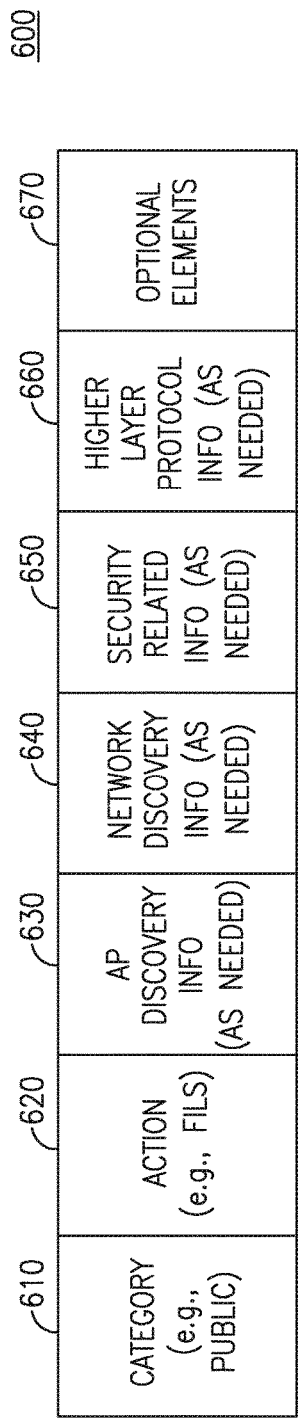 600
610
CATEGORY
(e.g.,
PUBLIC)
620
ACTION
(e.g., FILS)
630
AP
DISCOVERY
INFO
(AS NEEDED)
640
NETWORK
DISCOVERY
INFO (AS
NEEDED)
650
SECURITY
RELATED
INFO (AS
NEEDED)
660
HIGHER
LAYER
PROTOCOL
INFO (AS
NEEDED)
670
OPTIONAL
ELEMENTS